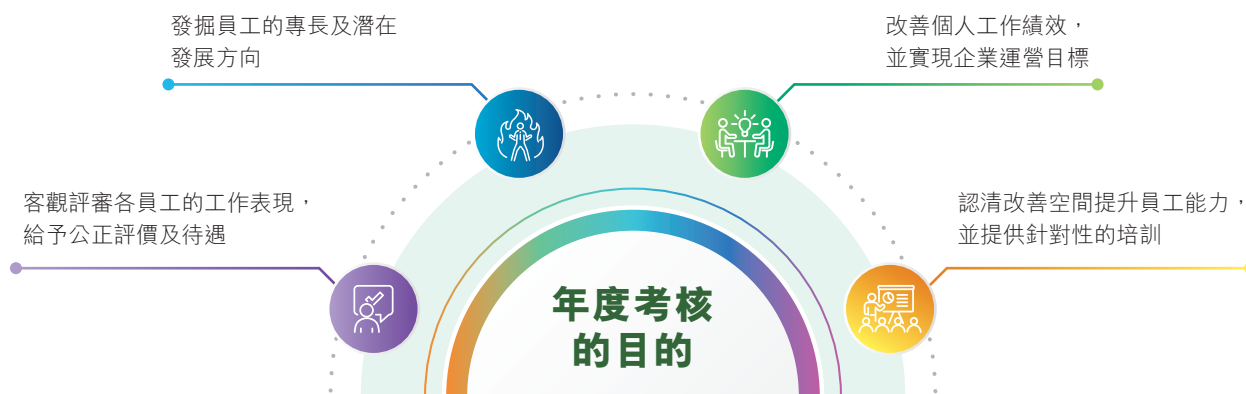 發掘員工的專長及潛在
發展方向
改善個人工作績效，
並實現企業運營目標
客觀評審各員工的工作表現，
給予公正評價及待遇
認清改善空間提升員工能力，
並提供針對性的培訓
年度考核
的目的